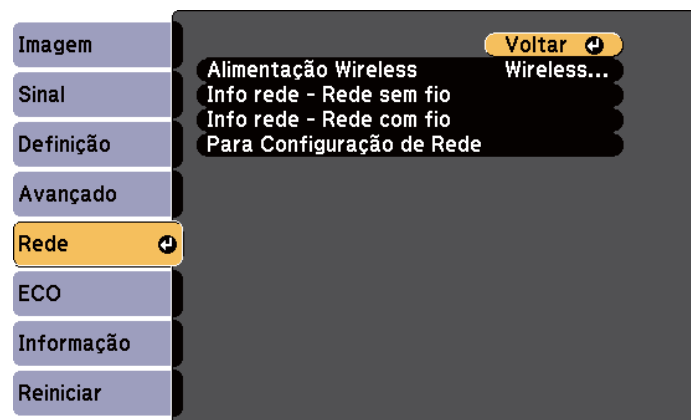 Imagem
Sinal
Definição
Avançado
Rede
ECO
Informação
Reiniciar
Voltar
Alimentação Wireless Wireless...
Info rede - Rede sem fio
Info rede - Rede com fio
Para Configuração de Rede